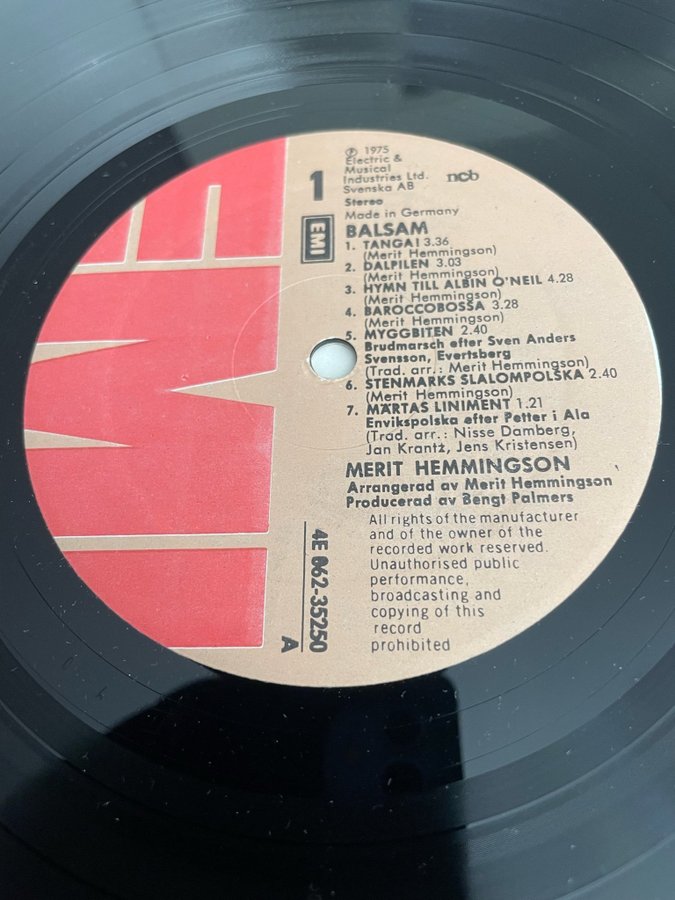 EMI
1
EMI
℗ 1975
Electric &
Musical
Industries Ltd.
Svenska AB
ncb
Stereo
Made in Germany
BALSAM
1. TANGAI 3.36
(Merit Hemmingson)
2. DALPILEN 3.03
(Merit Hemmingson)
3. HYMN TILL ALBIN O'NEIL 4.28
(Merit Hemmingson)
4. BAROCCOBOSSA 3.28
(Merit Hemmingson)
5. MYGGBITEN 2.40
Brudmarsch efter Sven Anders
Svensson, Evertsberg
(Trad. arr.: Merit Hemmingson)
6. STENMARKS SLALOMPOLSKA 2.40
(Merit Hemmingson)
7. MÄRTAS LINIMENT 1.21
Envikspolska efter Petter i Ala
(Trad. arr.: Nisse Damberg,
Jan Krantz, Jens Kristensen)
MERIT HEMMINGSON
Arrangerad av Merit Hemmingson
Producerad av Bengt Palmers
All rights of the manufacturer
and of the owner of the
recorded work reserved.
Unauthorised public
performance,
broadcasting and
copying of this
record
prohibited
4E 062-35250
A